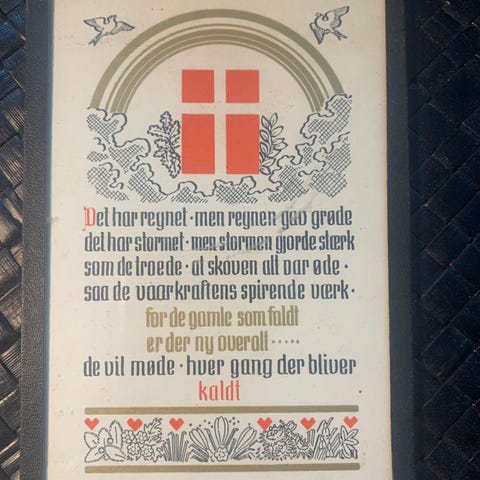 Det har regnet · men regnen gav grøde
det har stormet · men stormen gjorde stærk
som de troede · at skoven alt var øde ·
saa de vaarkraftens spirende værk ·
for de gamle som faldt
er der ny overalt ·····
de vil møde · hver gang der bliver
kaldt